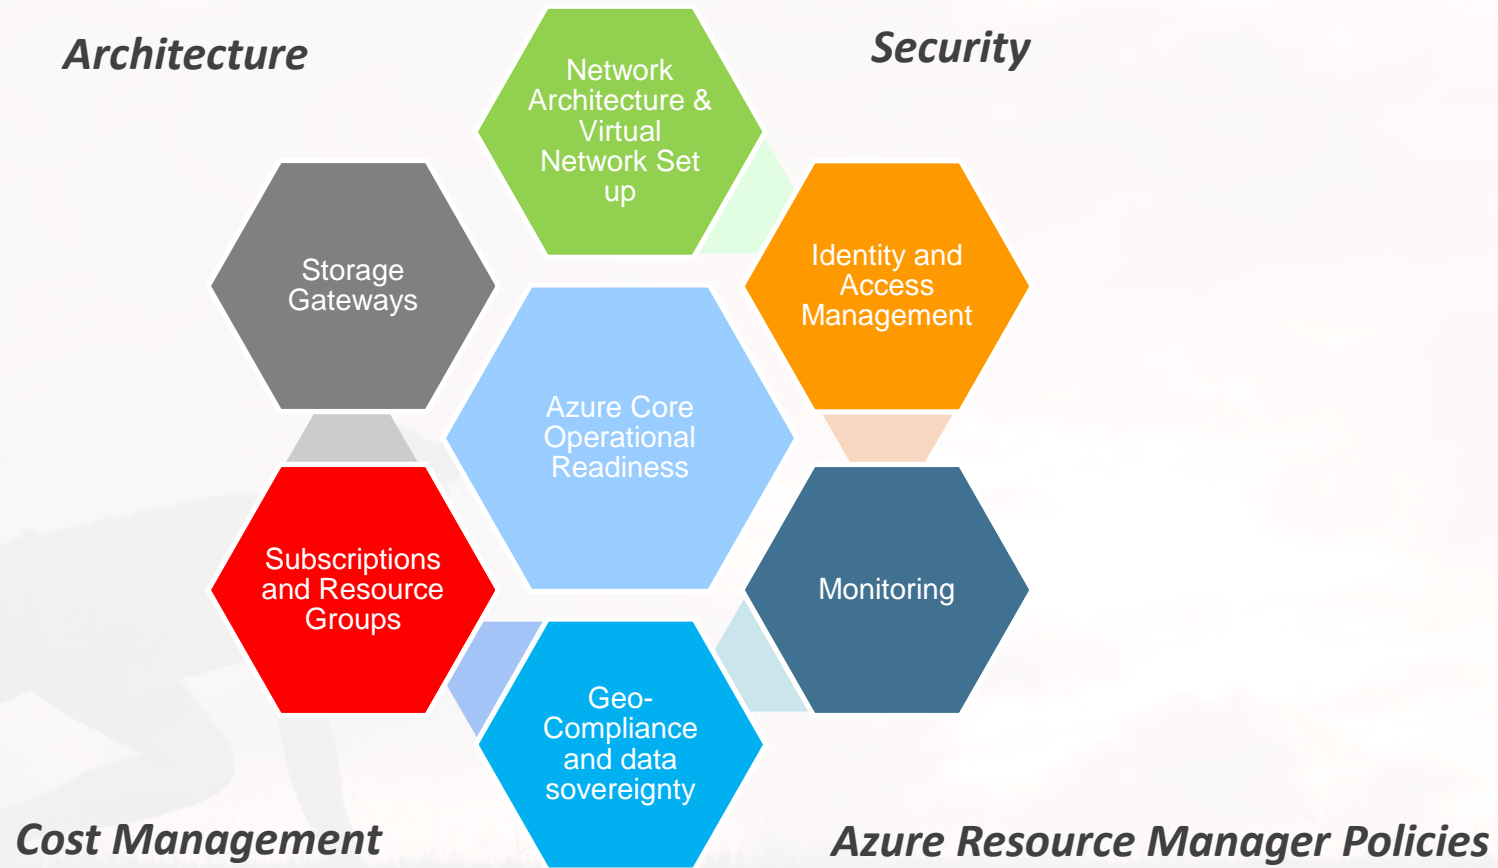 Architecture
Security
Network
Architecture &
Virtual
Network Set
up
Storage
Gateways
Identity and
Access
Management
Azure Core
Operational
Readiness
Subscriptions
and Resource
Groups
Monitoring
Geo-
Compliance
and data
sovereignty
Cost Management
Azure Resource Manager Policies